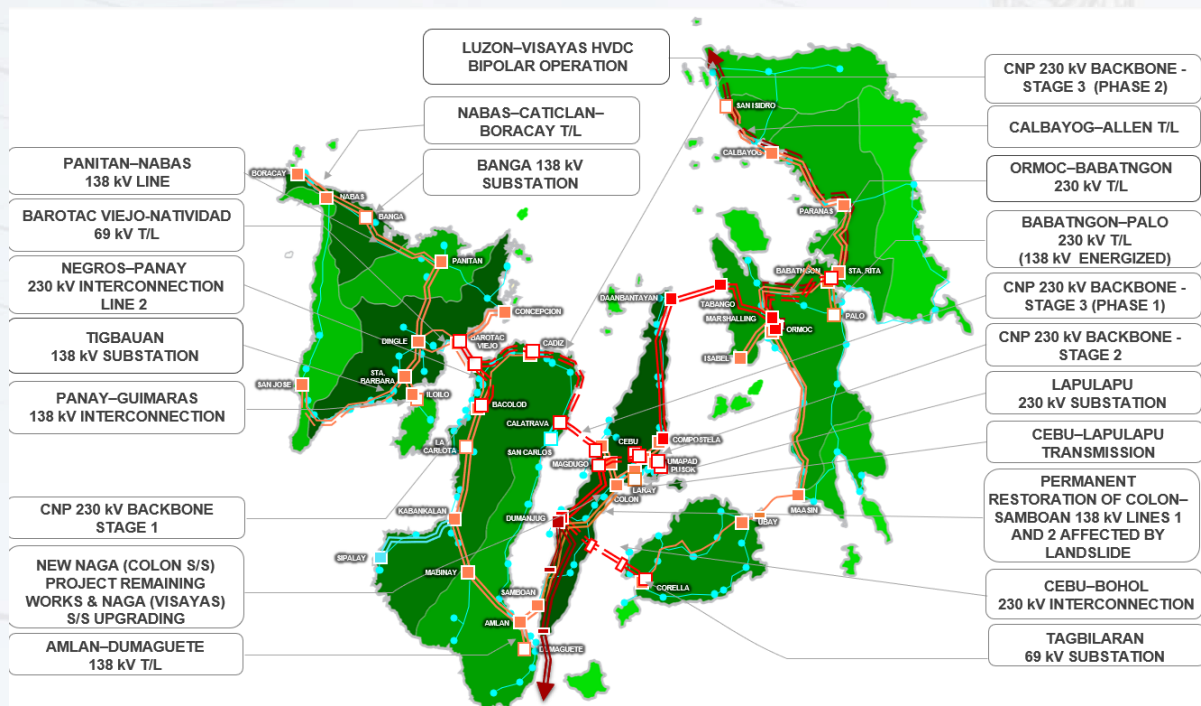 LUZON–VISAYAS HVDC
BIPOLAR OPERATION
NABAS–CATICLAN–
BORACAY T/L
BANGA 138 kV
SUBSTATION
PANITAN–NABAS
138 kV LINE
BAROTAC VIEJO-NATIVIDAD
69 kV T/L
NEGROS–PANAY
230 kV INTERCONNECTION
LINE 2
TIGBAUAN
138 kV SUBSTATION
PANAY–GUIMARAS
138 kV INTERCONNECTION
CNP 230 kV BACKBONE
STAGE 1
NEW NAGA (COLON S/S)
PROJECT REMAINING
WORKS & NAGA (VISAYAS)
S/S UPGRADING
AMLAN–DUMAGUETE
138 kV T/L
CNP 230 kV BACKBONE -
STAGE 3 (PHASE 2)
CALBAYOG–ALLEN T/L
ORMOC–BABATNGON
230 kV T/L
BABATNGON–PALO
230 kV T/L
(138 kV ENERGIZED)
CNP 230 kV BACKBONE -
STAGE 3 (PHASE 1)
CNP 230 kV BACKBONE -
STAGE 2
LAPULAPU
230 kV SUBSTATION
CEBU–LAPULAPU
TRANSMISSION
PERMANENT
RESTORATION OF COLON–
SAMBOAN 138 kV LINES 1
AND 2 AFFECTED BY
LANDSLIDE
CEBU–BOHOL
230 kV INTERCONNECTION
TAGBILARAN
69 kV SUBSTATION
BORACAY
NABAS
BANGA
PANITAN
CONCEPCION
DINGLE
BAROTAC
VIEJO
CADIZ
STA.
BARBARA
SAN JOSE
ILOILO
BACOLOD
CALATRAVA
SAN CARLOS
LA
CARLOTA
KABANKALAN
SIPALAY
MABINAY
SAMBOAN
AMLAN
DUMAGUETE
DAANBANTAYAN
CEBU
COMPOSTELA
MAGDUGO
UMAPAD
PUSOK
LARAY
COLON
DUMANJUG
CORELLA
UBAY
MAASIN
SAN ISIDRO
CALBAYOG
PARANAS
BABATNGON
STA. RITA
TABANGO
MARSHALLING
ORMOC
PALO
ISABEL